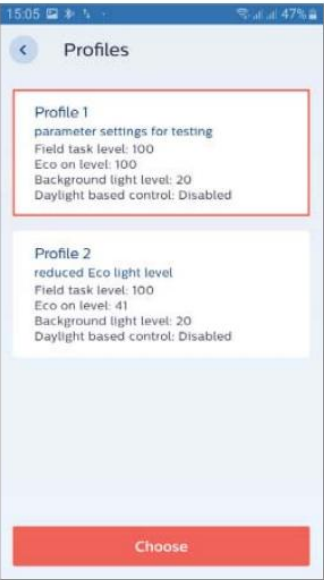 15:05 47%
Profiles
Profile 1
parameter settings for testing
Field task level: 100
Eco on level: 100
Background light level: 20
Daylight based control: Disabled
Profile 2
reduced Eco light level
Field task level: 100
Eco on level: 41
Background light level: 20
Daylight based control: Disabled
Choose